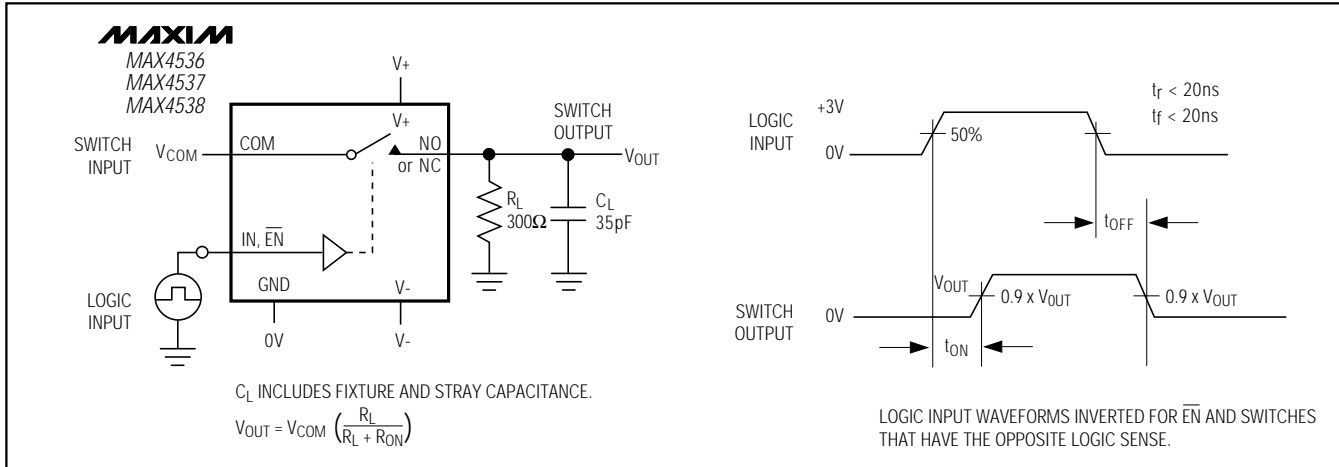 MAXIM
MAX4536
MAX4537
MAX4538
V+
V+
SWITCH
INPUT
VCOM
COM
NO
or NC
SWITCH
OUTPUT
VOUT
RL
300Ω
CL
35pF
IN, E̅N̅
LOGIC
INPUT
GND
0V
V-
V-
CL INCLUDES FIXTURE AND STRAY CAPACITANCE.
VOUT = VCOM (RL / RL + RON)
LOGIC
INPUT
+3V
0V
50%
tr < 20ns
tf < 20ns
tOFF
SWITCH
OUTPUT
VOUT
0V
0.9 x VOUT
0.9 x VOUT
tON
LOGIC INPUT WAVEFORMS INVERTED FOR E̅N̅ AND SWITCHES
THAT HAVE THE OPPOSITE LOGIC SENSE.